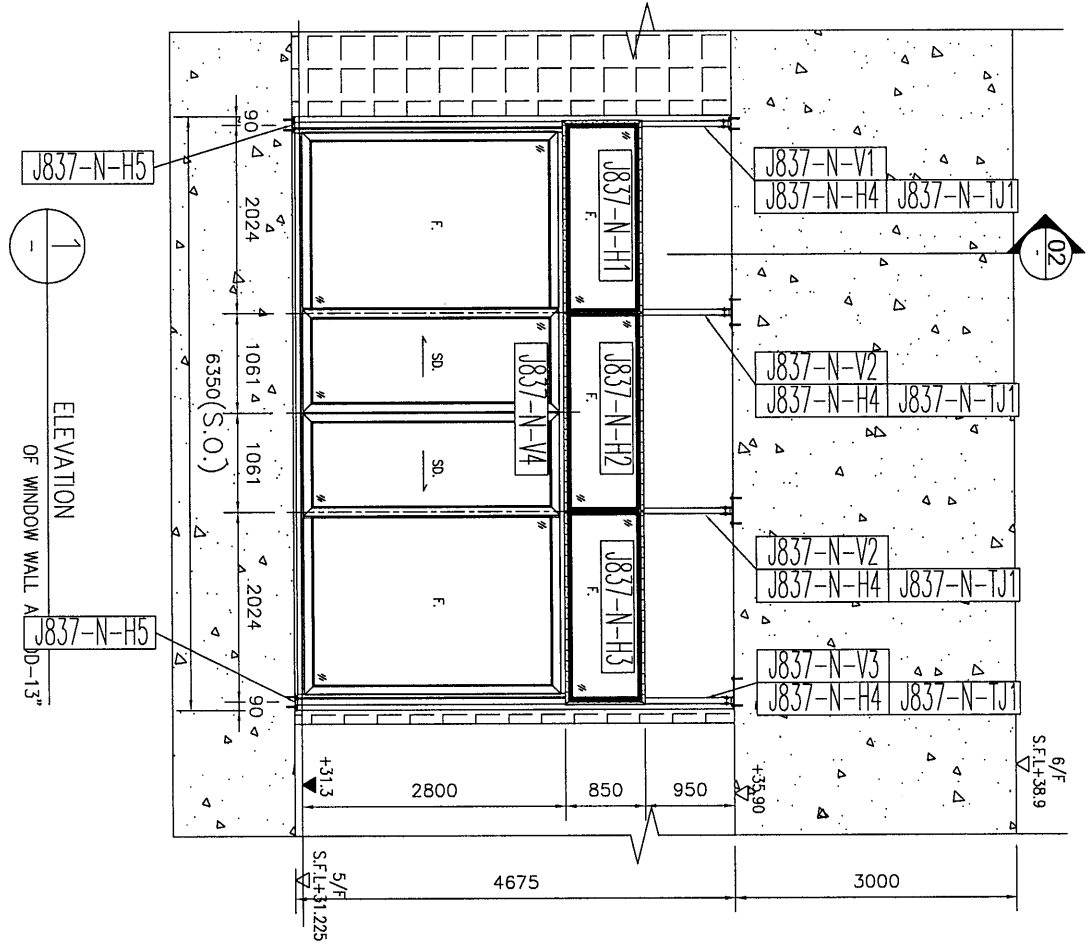 02
-
J837-N-V1
J837-N-H4 J837-N-TJ1
J837-N-V2
J837-N-H4 J837-N-TJ1
J837-N-V2
J837-N-H4 J837-N-TJ1
J837-N-V3
J837-N-H4 J837-N-TJ1
6/F
S.F.L+38.9
+35.90
3000
950
850
2800
4675
+31.3
5/F
S.F.L+31.225
J837-N-H1
F.
J837-N-H2
F.
J837-N-H3
F.
F.
SD.
J837-N-V4
SD.
F.
90
2024
1061
1061
2024
90
6350(S.O.)
J837-N-H5
J837-N-H5
1
-
ELEVATION
OF WINDOW WALL